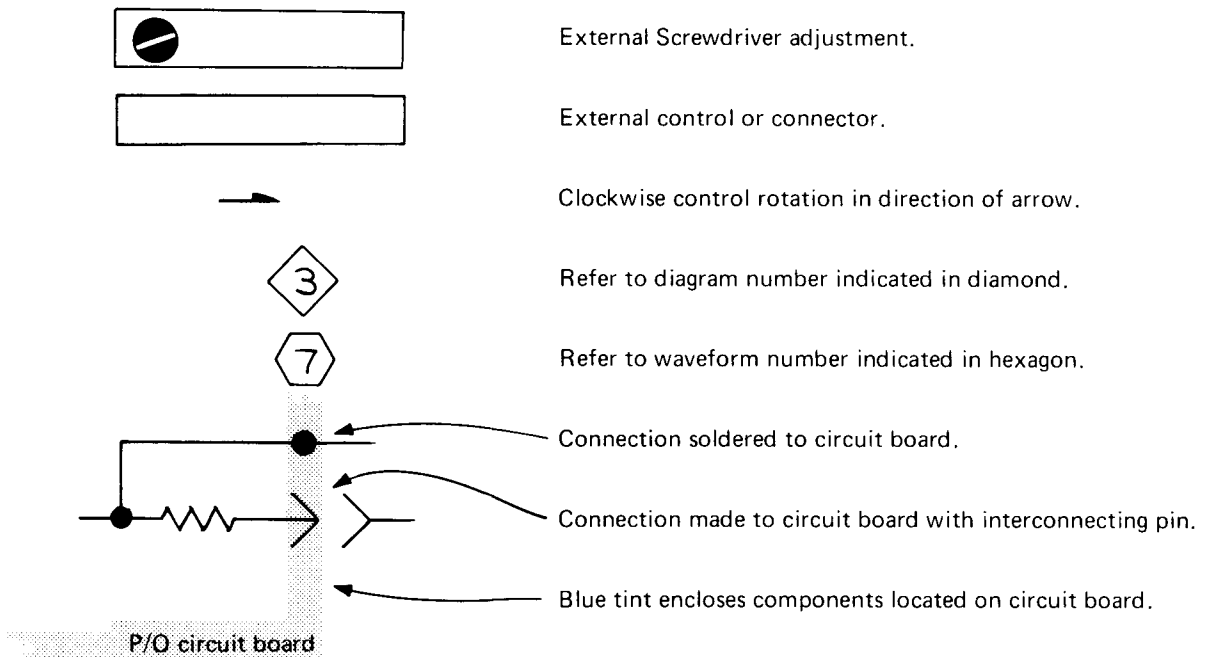 External Screwdriver adjustment.
External control or connector.
Clockwise control rotation in direction of arrow.
3
Refer to diagram number indicated in diamond.
7
Refer to waveform number indicated in hexagon.
Connection soldered to circuit board.
Connection made to circuit board with interconnecting pin.
Blue tint encloses components located on circuit board.
P/O circuit board